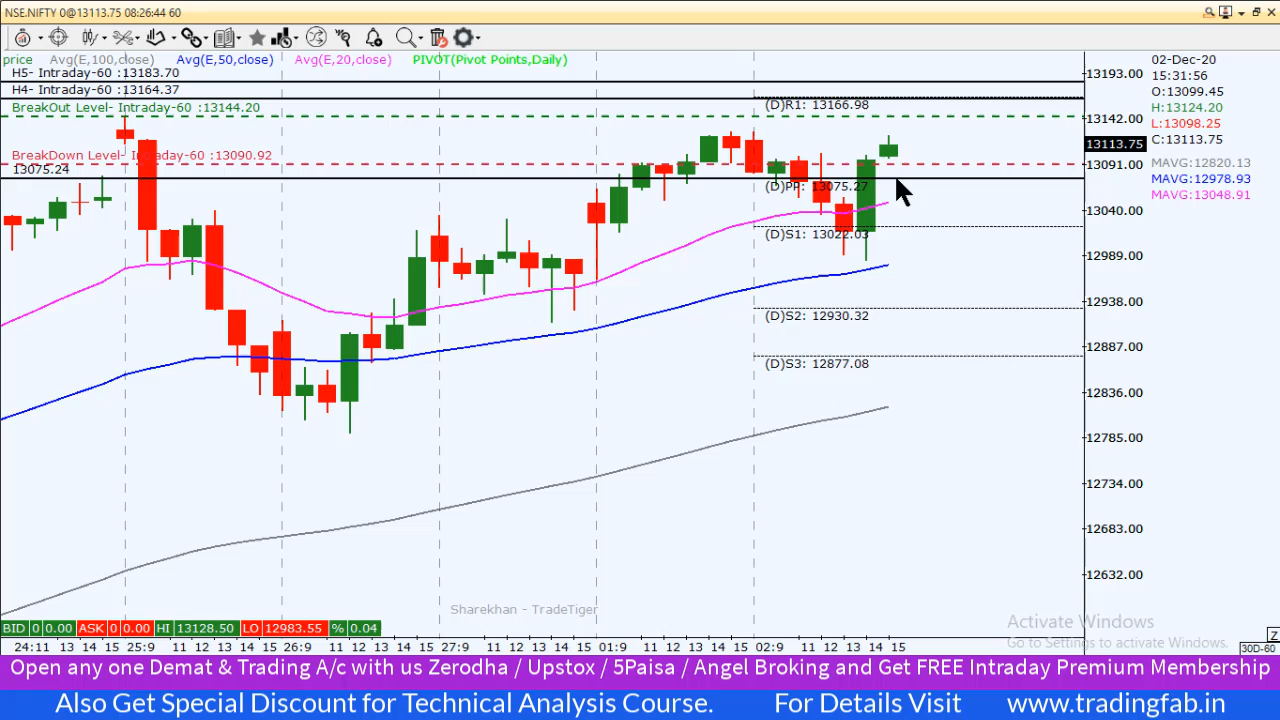 NSE.NIFTY 0@13113.75 08:26:44 60
price Avg(E,100,close) Avg(E,50,close) Avg(E,20,close) PIVOT(Pivot Points,Daily)
H5- Intraday-60 :13183.70
H4- Intraday-60 :13164.37
BreakOut Level- Intraday-60 :13144.20
BreakDown Level- Intraday-60 :13090.92
13075.24
(D)R1: 13166.98
(D)PP: 13075.27
(D)S1: 13022.03
(D)S2: 12930.32
(D)S3: 12877.08
13193.00
13142.00
13113.75
13091.00
13040.00
12989.00
12938.00
12887.00
12836.00
12785.00
12734.00
12683.00
12632.00
02-Dec-20
15:31:56
O:13099.45
H:13124.20
L:13098.25
C:13113.75
MAVG:12820.13
MAVG:12978.93
MAVG:13048.91
Sharekhan - TradeTiger
Activate Windows
Go to Settings to activate Windows.
BID 0 0.00 ASK 0 0.00 HI 13128.50 LO 12983.55 % 0.04
Z
24:11 13 14 15 25:9 11 12 13 14 15 26:9 11 12 13 14 15 27:9 11 12 13 14 15 01:9 11 12 13 14 15 02:9 11 12 13 14 15
30D-60
Open any one Demat & Trading A/c with us Zerodha / Upstox / 5Paisa / Angel Broking and Get FREE Intraday Premium Membership
Also Get Special Discount for Technical Analysis Course. For Details Visit www.tradingfab.in